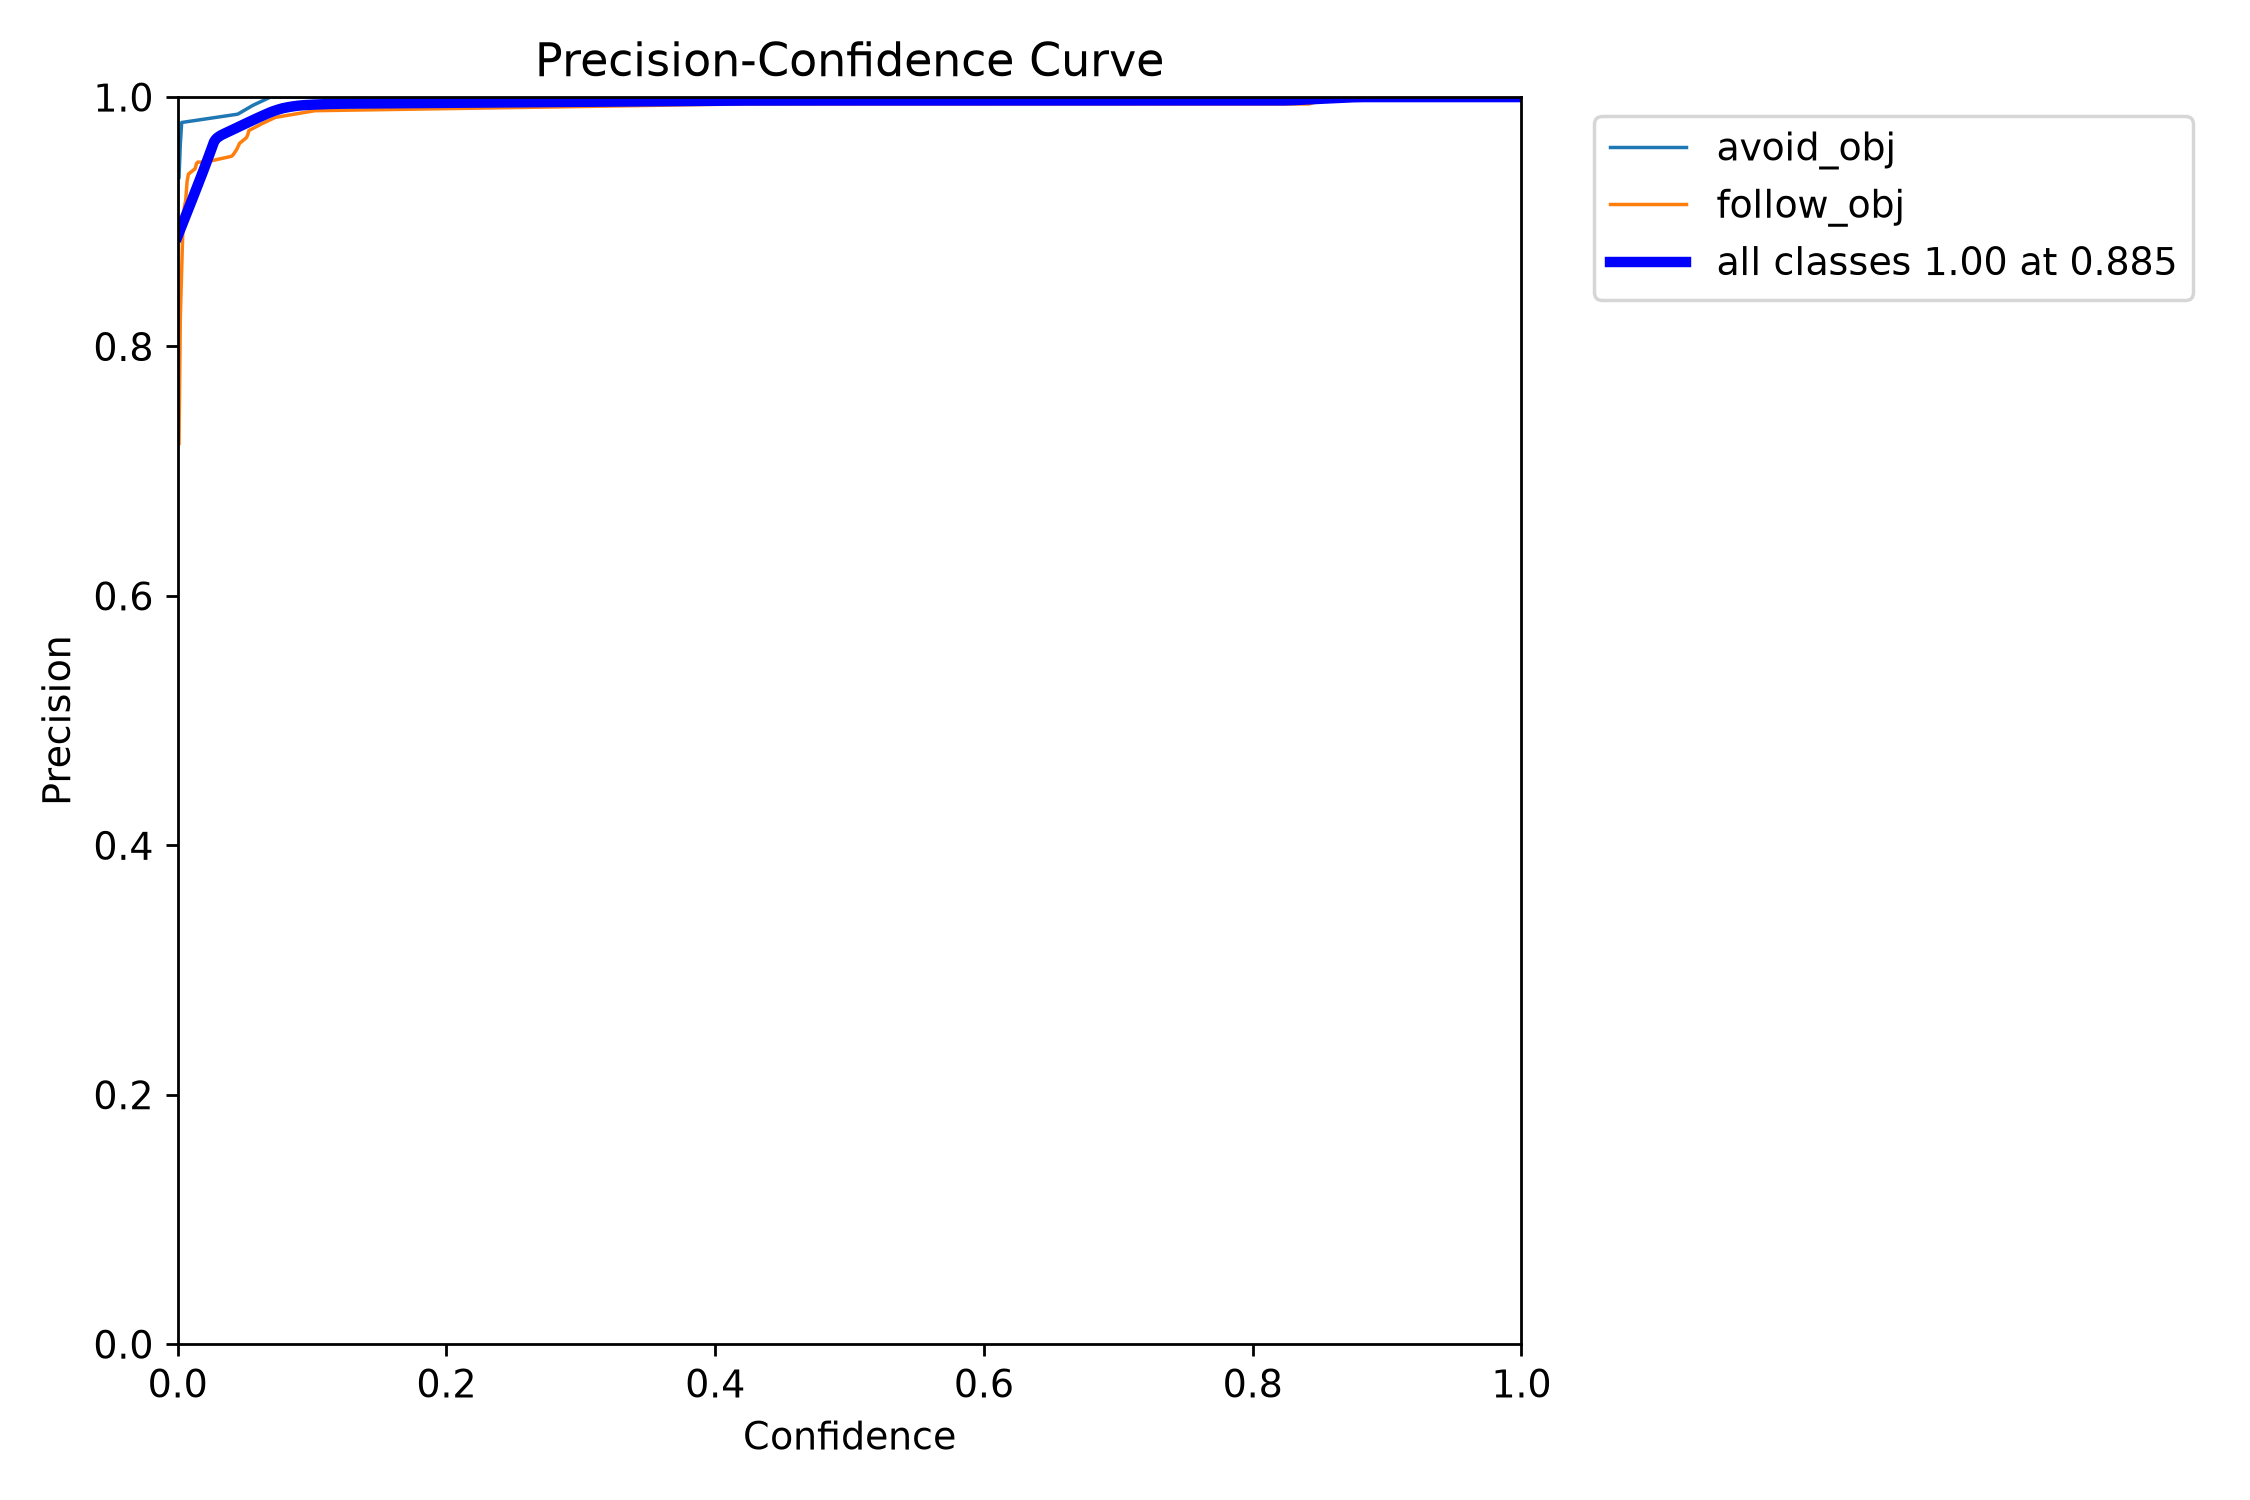 Precision-Confidence Curve
1.0
0.8
0.6
0.4
0.2
0.0
Precision
0.0 0.2 0.4 0.6 0.8 1.0
Confidence
avoid_obj
follow_obj
all classes 1.00 at 0.885